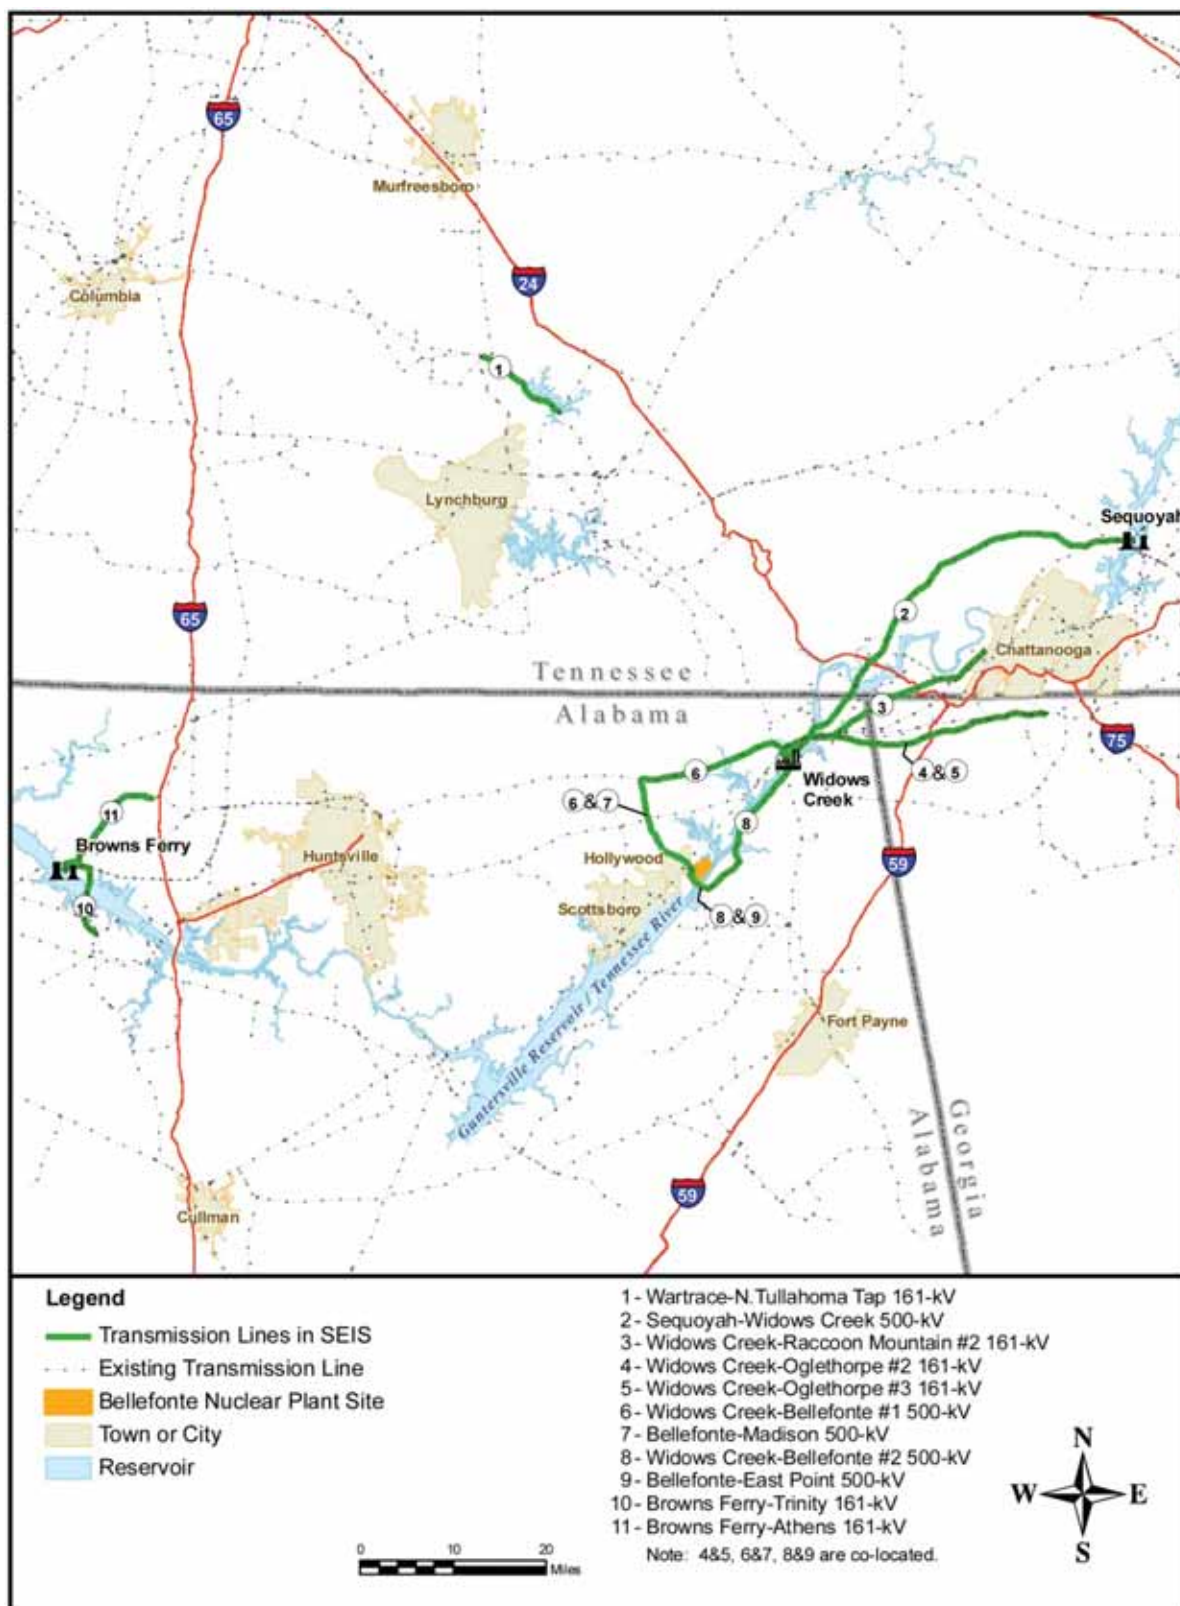 65
Murfreesboro
24
Columbia
1
Lynchburg
Sequoyah
2
65
Chattanooga
Tennessee
Alabama
3
75
6
4 & 5
Widows
Creek
6 & 7
11
8
Browns Ferry
Huntsville
Hollywood
59
10
Scottsboro
8 & 9
Guntersville Reservoir / Tennessee River
Fort Payne
Georgia
Alabama
59
Cullman
Legend
Transmission Lines in SEIS
Existing Transmission Line
Bellefonte Nuclear Plant Site
Town or City
Reservoir
1 - Wartrace-N.Tullahoma Tap 161-kV
2 - Sequoyah-Widows Creek 500-kV
3 - Widows Creek-Raccoon Mountain #2 161-kV
4 - Widows Creek-Oglethorpe #2 161-kV
5 - Widows Creek-Oglethorpe #3 161-kV
6 - Widows Creek-Bellefonte #1 500-kV
7 - Bellefonte-Madison 500-kV
8 - Widows Creek-Bellefonte #2 500-kV
9 - Bellefonte-East Point 500-kV
10 - Browns Ferry-Trinity 161-kV
11 - Browns Ferry-Athens 161-kV
Note: 4&5, 6&7, 8&9 are co-located.
N
W E
S
0 10 20
Miles